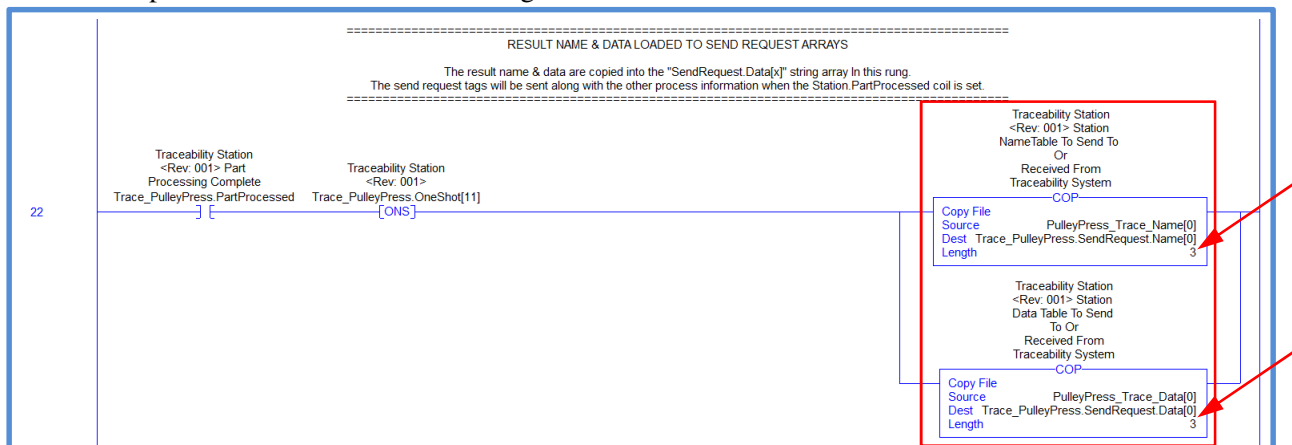 ========================================================================================
RESULT NAME & DATA LOADED TO SEND REQUEST ARRAYS
The result name & data are copied into the "SendRequest.Data[x]" string array In this rung.
The send request tags will be sent along with the other process information when the Station.PartProcessed coil is set.
========================================================================================
Traceability Station
<Rev: 001> Part
Processing Complete
Trace_PulleyPress.PartProcessed
Traceability Station
<Rev: 001>
Trace_PulleyPress.OneShot[11]
ONS
22
Traceability Station
<Rev: 001> Station
NameTable To Send To
Or
Received From
Traceability System
COP
Copy File
Source PulleyPress_Trace_Name[0]
Dest Trace_PulleyPress.SendRequest.Name[0]
Length 3
Traceability Station
<Rev: 001> Station
Data Table To Send
To Or
Received From
Traceability System
COP
Copy File
Source PulleyPress_Trace_Data[0]
Dest Trace_PulleyPress.SendRequest.Data[0]
Length 3